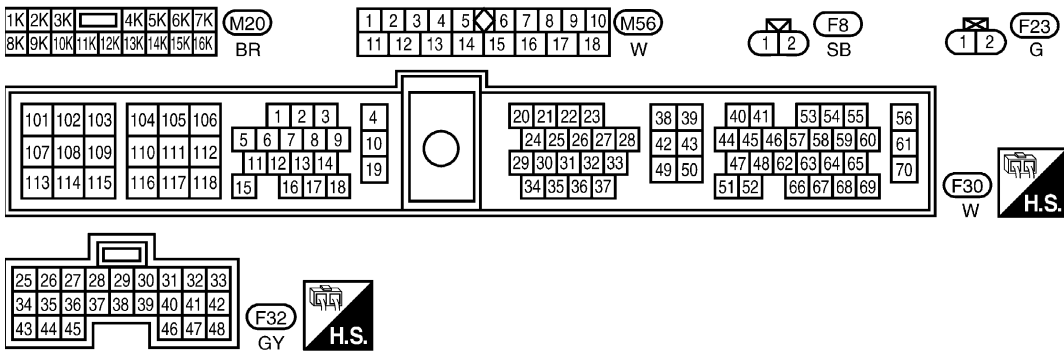 1K 2K 3K 4K 5K 6K 7K
8K 9K 10K 11K 12K 13K 14K 15K 16K
M20
BR
1 2 3 4 5 6 7 8 9 10
11 12 13 14 15 16 17 18
M56
W
1 2
F8
SB
1 2
F23
G
101 102 103 104 105 106 1 2 3 4 20 21 22 23 38 39 40 41 53 54 55 56
107 108 109 110 111 112 5 6 7 8 9 10 24 25 26 27 28 42 43 44 45 46 57 58 59 60 61
113 114 115 116 117 118 11 12 13 14 19 29 30 31 32 33 49 50 47 48 62 63 64 65 70
15 16 17 18 34 35 36 37 51 52 66 67 68 69
F30
W
H.S.
25 26 27 28 29 30 31 32 33
34 35 36 37 38 39 40 41 42
43 44 45 46 47 48
F32
GY
H.S.